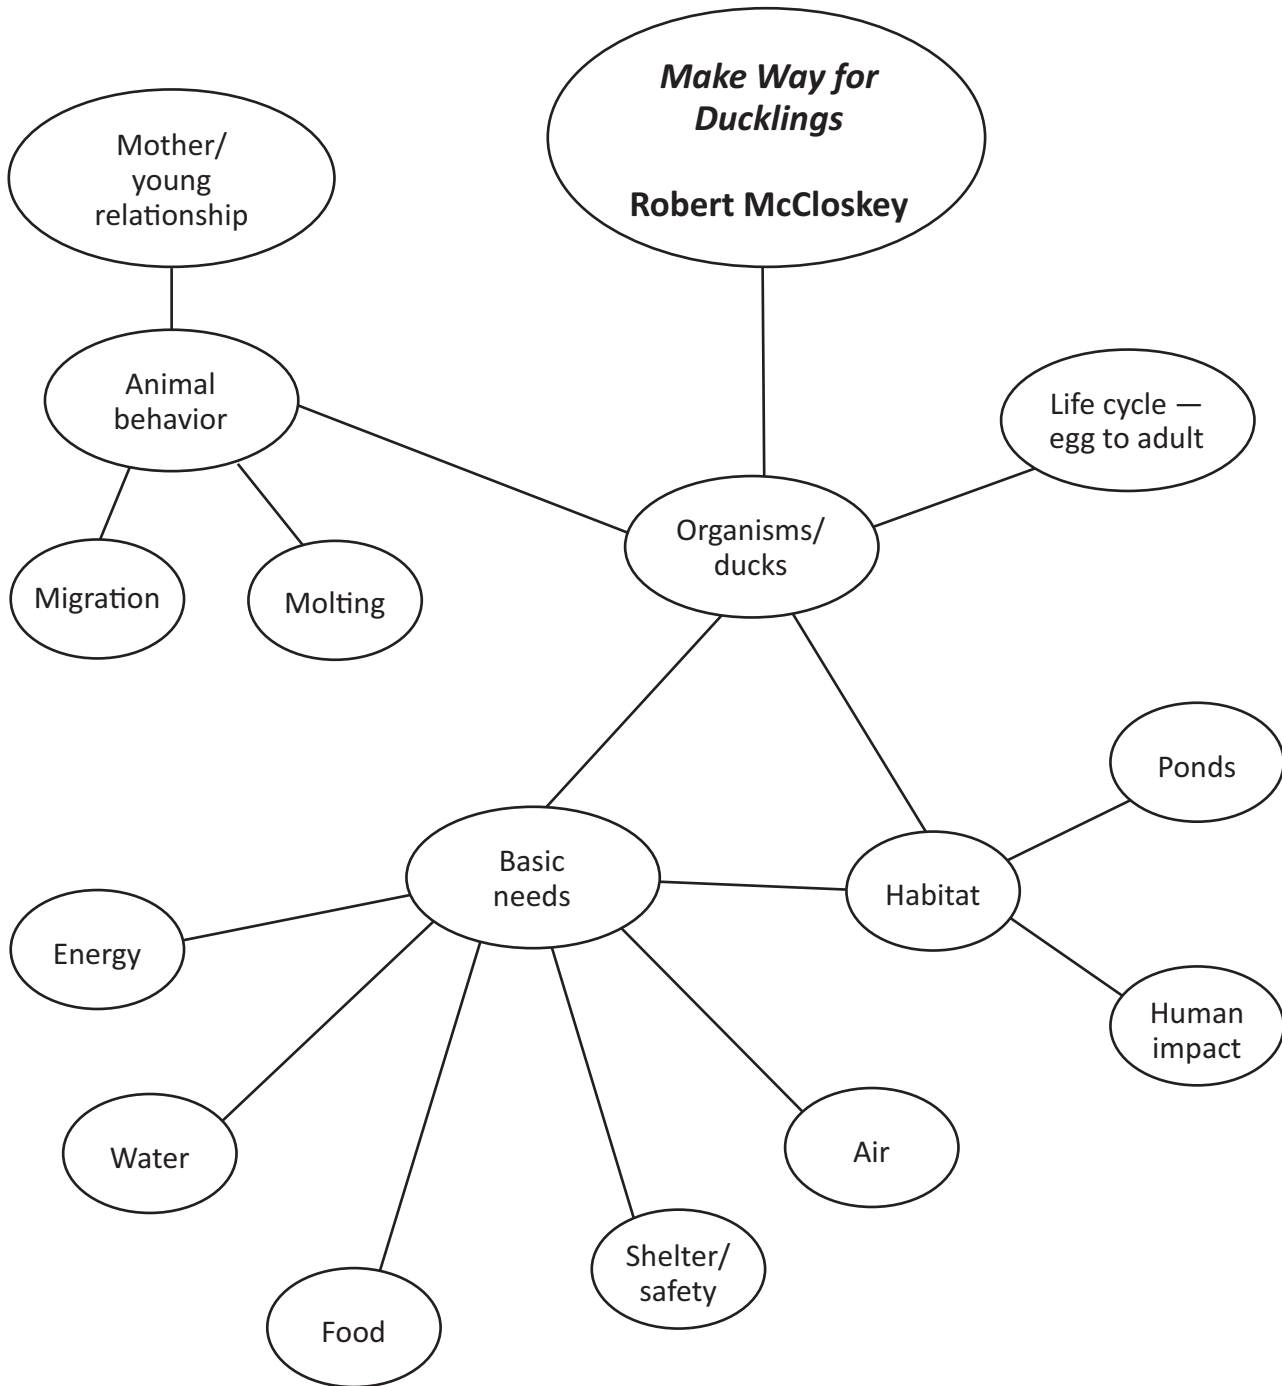 Make Way for
Ducklings
Robert McCloskey
Mother/
young
relationship
Animal
behavior
Life cycle —
egg to adult
Organisms/
ducks
Migration
Molting
Ponds
Basic
needs
Habitat
Energy
Human
impact
Water
Air
Shelter/
safety
Food